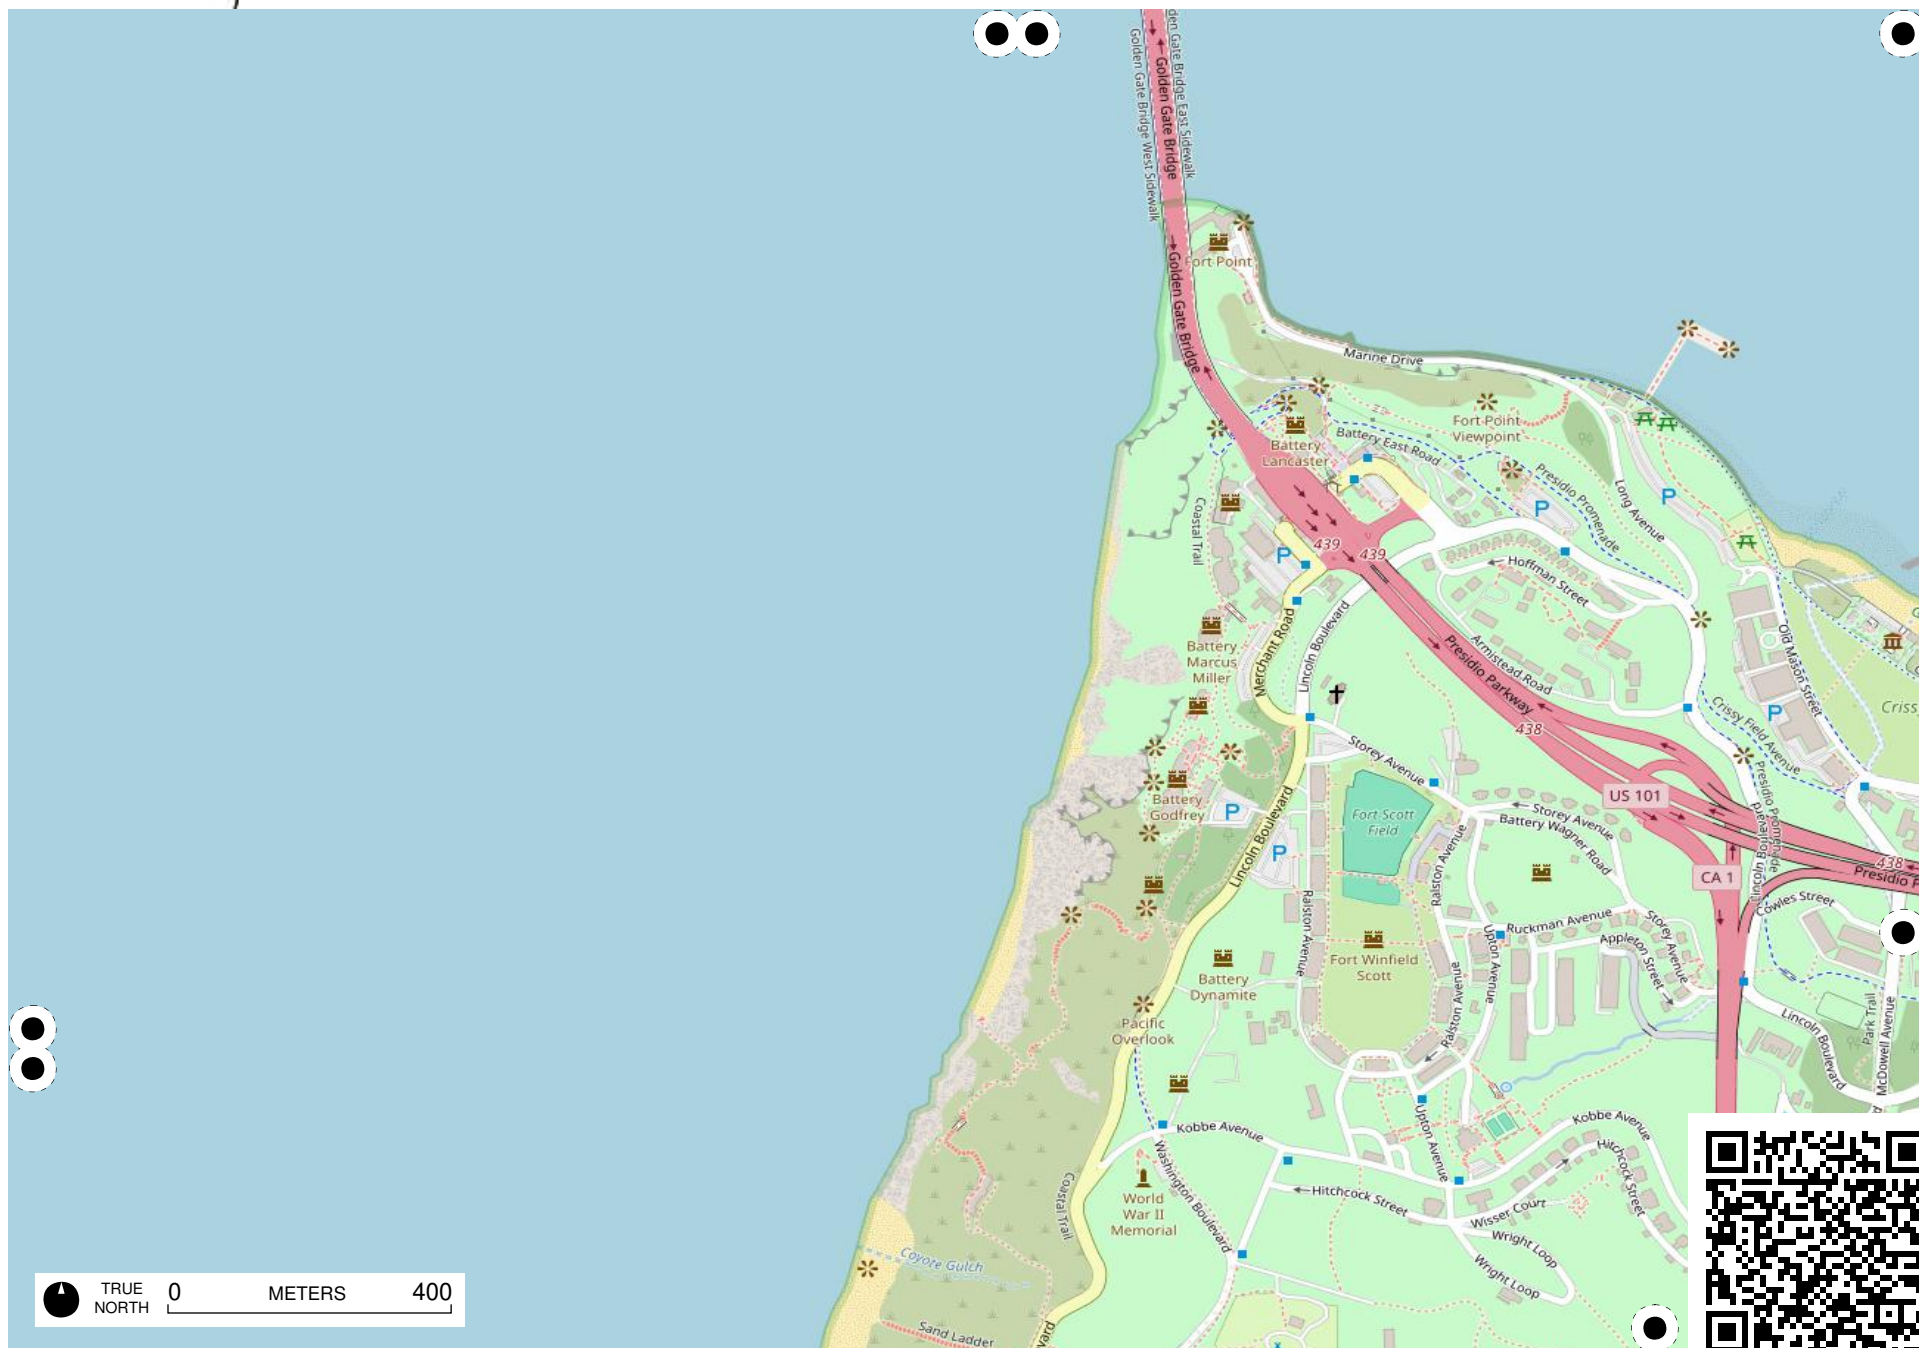 Golden Gate Bridge West Sidewalk
Golden Gate Bridge
den Gate Bridge East Sidewalk
Fort Point
Golden Gate Bridge
Marine Drive
Fort Point
Viewpoint
Battery
Lancaster
Battery East Road
Presidio Promenade
P
P
Long Avenue
Coastal Trail
439
439
P
Hoffman Street
Merchant Road
Lincoln Boulevard
Battery
Marcus
Miller
Presidio Parkway
Armistead Road
Old Mason Street
438
Crissy Field Avenue
P
Criss
Storey Avenue
Battery
Godfrey
P
Lincoln Boulevard
P
Fort Scott
Field
US 101
Storey Avenue
Battery Wagner Road
Presidio Promenade
Lincoln Boulevard
438
Presidio P
CA 1
Cowles Street
Ralston Avenue
Ralston Avenue
Ruckman Avenue
Storey Avenue
Appleton Street
Upton Avenue
Fort Winfield
Scott
Battery
Dynamite
Ralston Avenue
Pacific
Overlook
Lincoln Boulevard
Park Trail
McDowell Avenue
Kobbe Avenue
Upton Avenue
Kobbe Avenue
Hitchcock Street
Washington Boulevard
Coastal Trail
World
War II
Memorial
Hitchcock Street
Wisser Court
Wright Loop
Wright Loop
Coyote Gulch
Sand Ladder
vard
TRUE
NORTH
0 METERS 400